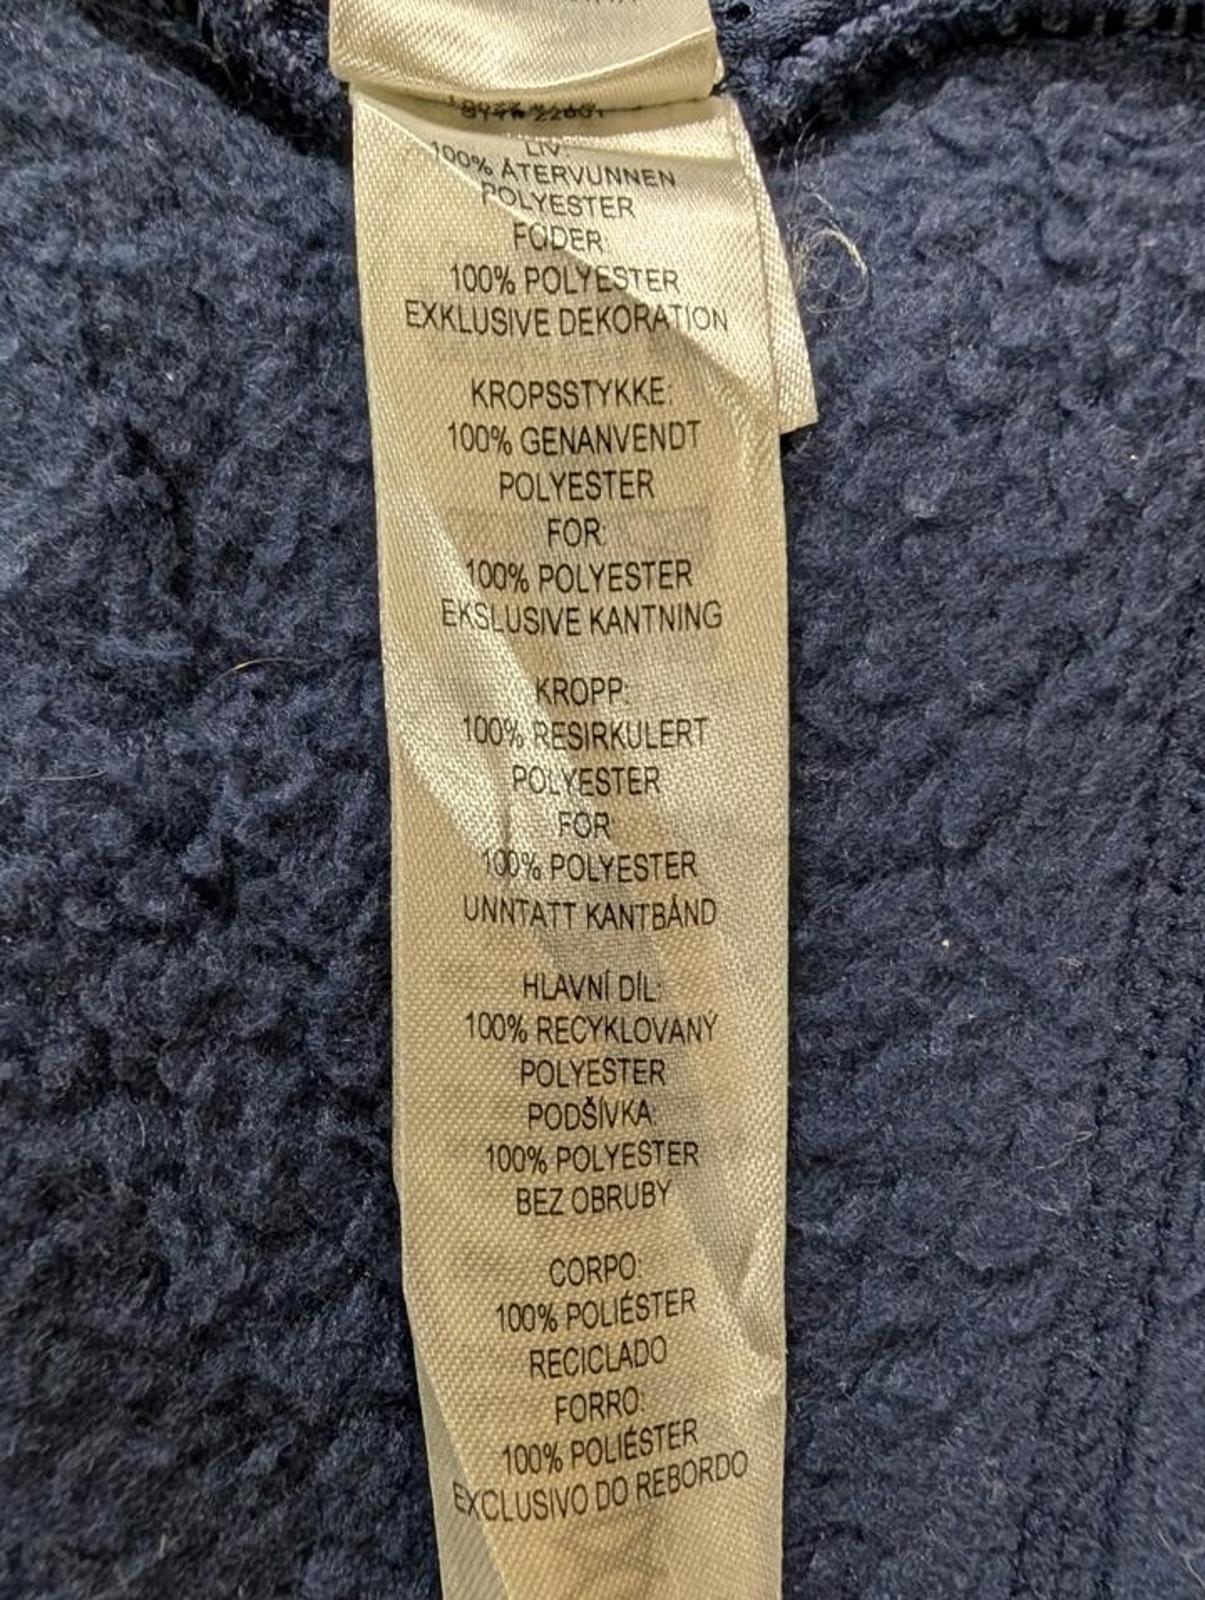 LIV
100% ÅTERVUNNEN
POLYESTER
FODER:
100% POLYESTER
EXKLUSIVE DEKORATION
KROPSSTYKKE:
100% GENANVENDT
POLYESTER
FOR:
100% POLYESTER
EKSLUSIVE KANTNING
KROPP:
100% RESIRKULERT
POLYESTER
FOR
100% POLYESTER
UNNTATT KANTBÅND
HLAVNÍ DÍL:
100% RECYKLOVANÝ
POLYESTER
PODŠÍVKA:
100% POLYESTER
BEZ OBRUBY
CORPO:
100% POLIÉSTER
RECICLADO
FORRO:
100% POLIÉSTER
EXCLUSIVO DO REBORDO